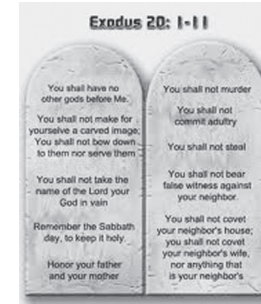 Exodus 20: 1-11
You shall have no
other gods before Me.
You shall not make for
yourselve a carved image;
You shall not bow down
to them nor serve them
You shall not take the
name of the Lord your
God in vain
Remember the Sabbath
day, to keep it holy
Honor your father
and your mother
You shall not murder
You shall not
commit adultry
You shall not steal
You shall not bear
false witness against
your neighbor
You shall not covet
your neighbor's house;
you shall not covet
your neighbor's wife,
nor anything that
is your neighbor's